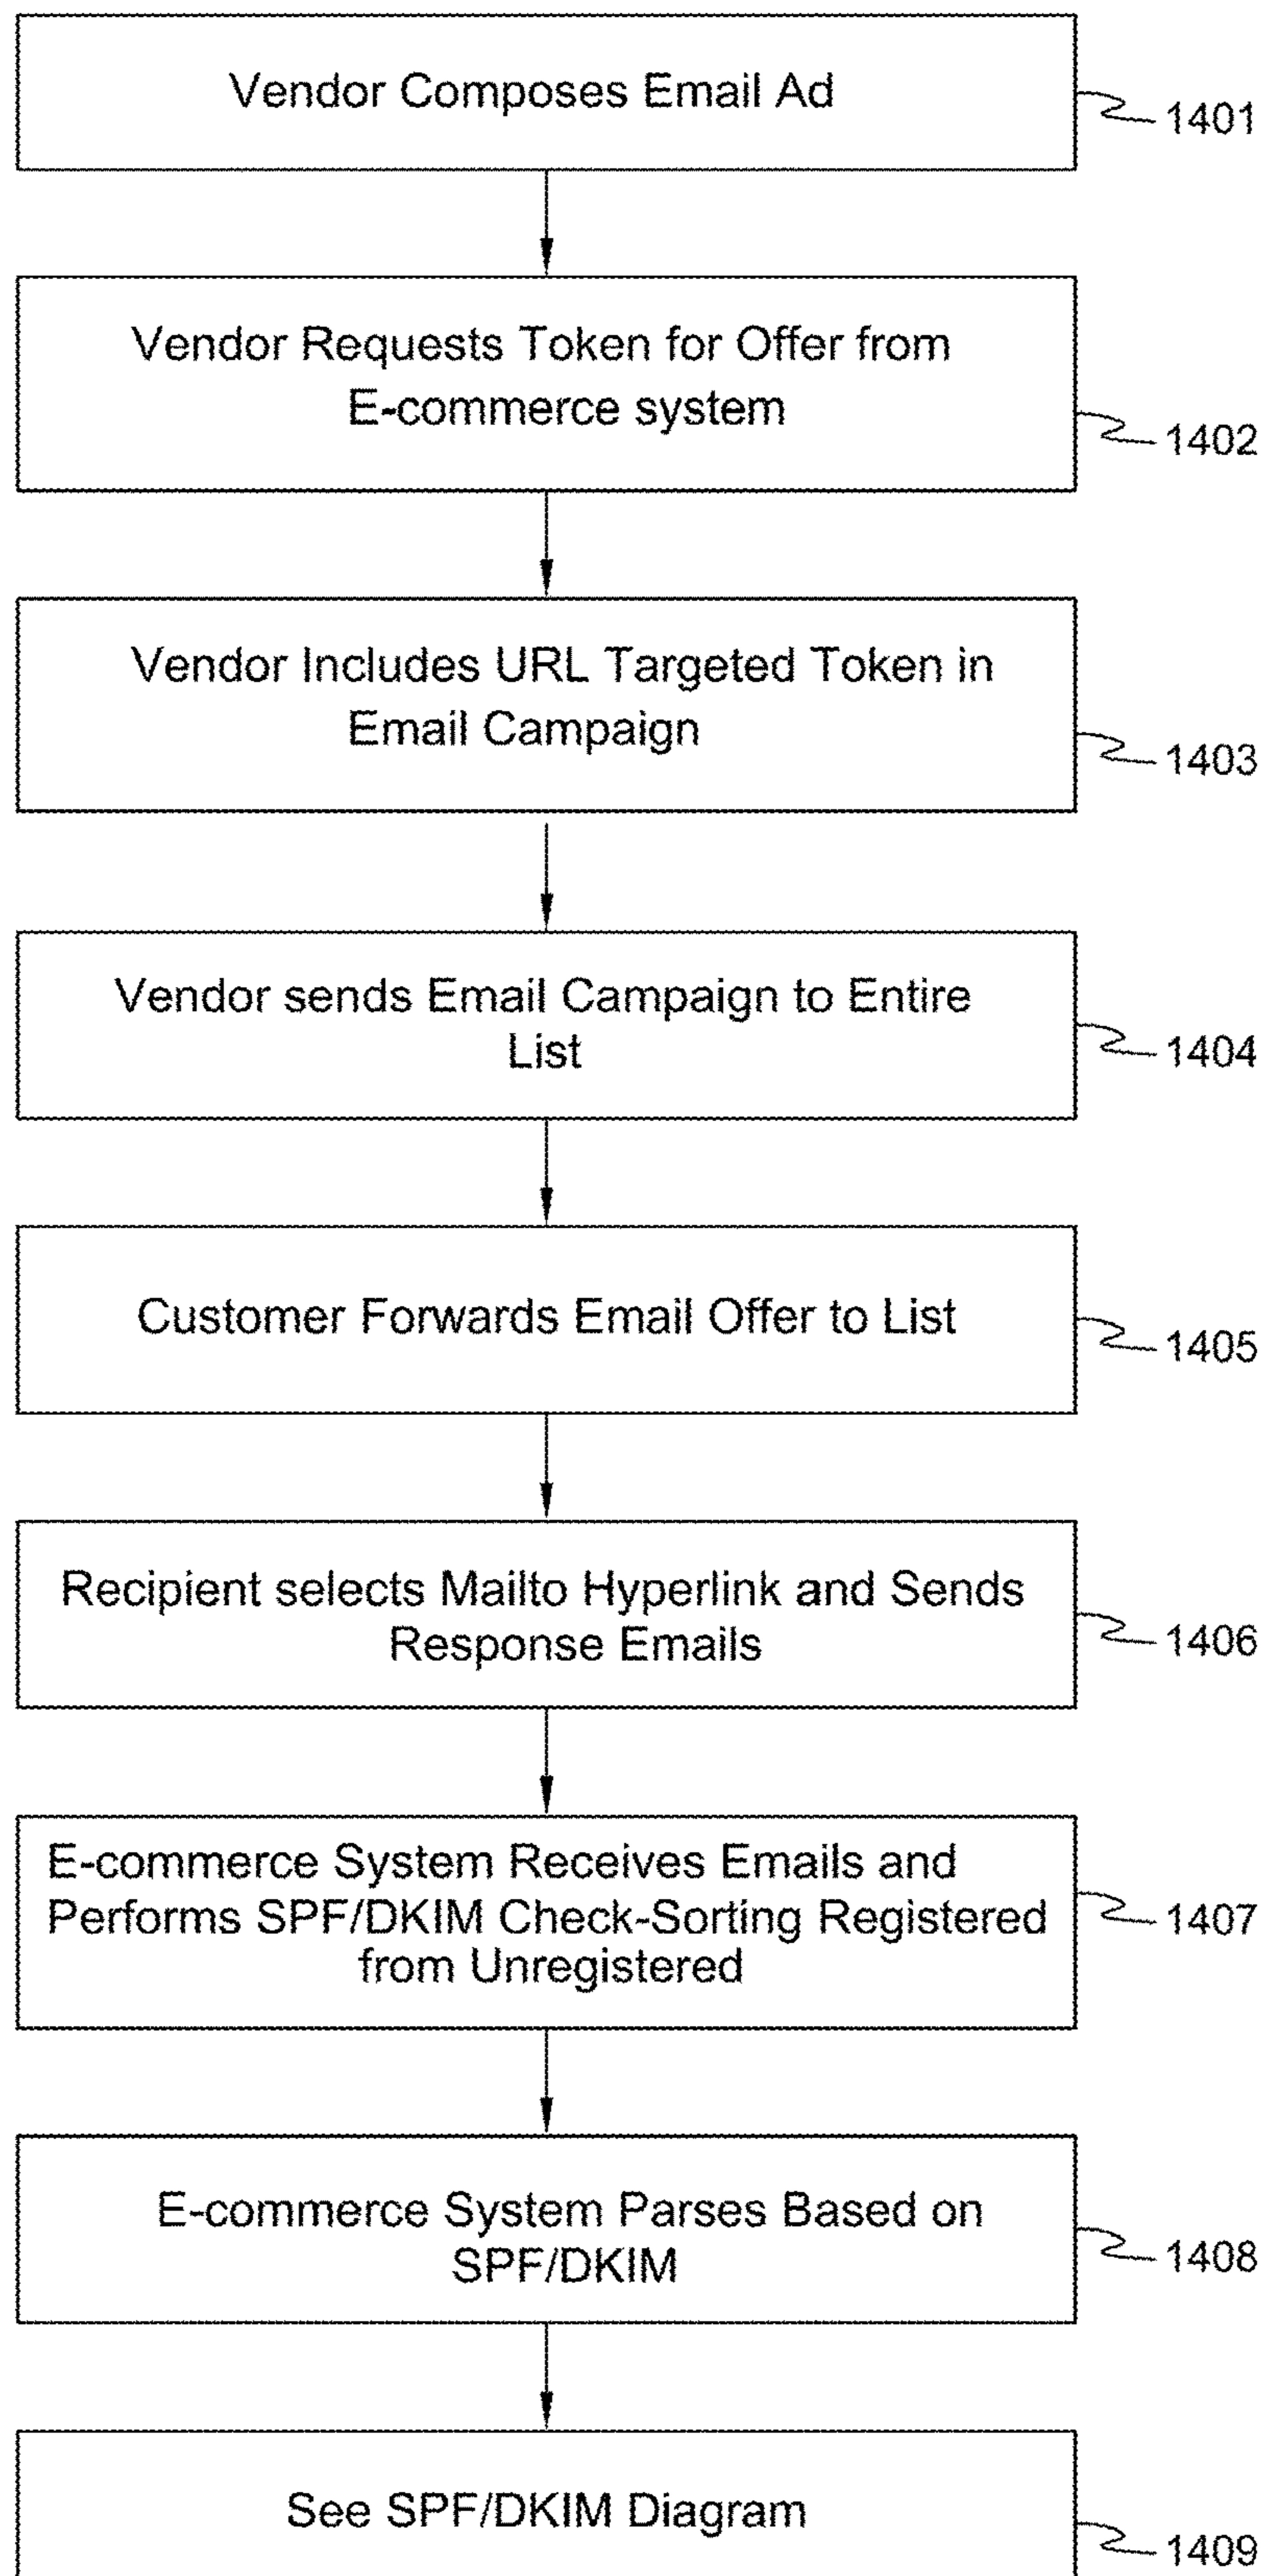 Vendor Composes Email Ad
1401
Vendor Requests Token for Offer from
E-commerce system
1402
Vendor Includes URL Targeted Token in
Email Campaign
1403
Vendor sends Email Campaign to Entire
List
1404
Customer Forwards Email Offer to List
1405
Recipient selects Mailto Hyperlink and Sends
Response Emails
1406
E-commerce System Receives Emails and
Performs SPF/DKIM Check-Sorting Registered
from Unregistered
1407
E-commerce System Parses Based on
SPF/DKIM
1408
See SPF/DKIM Diagram
1409